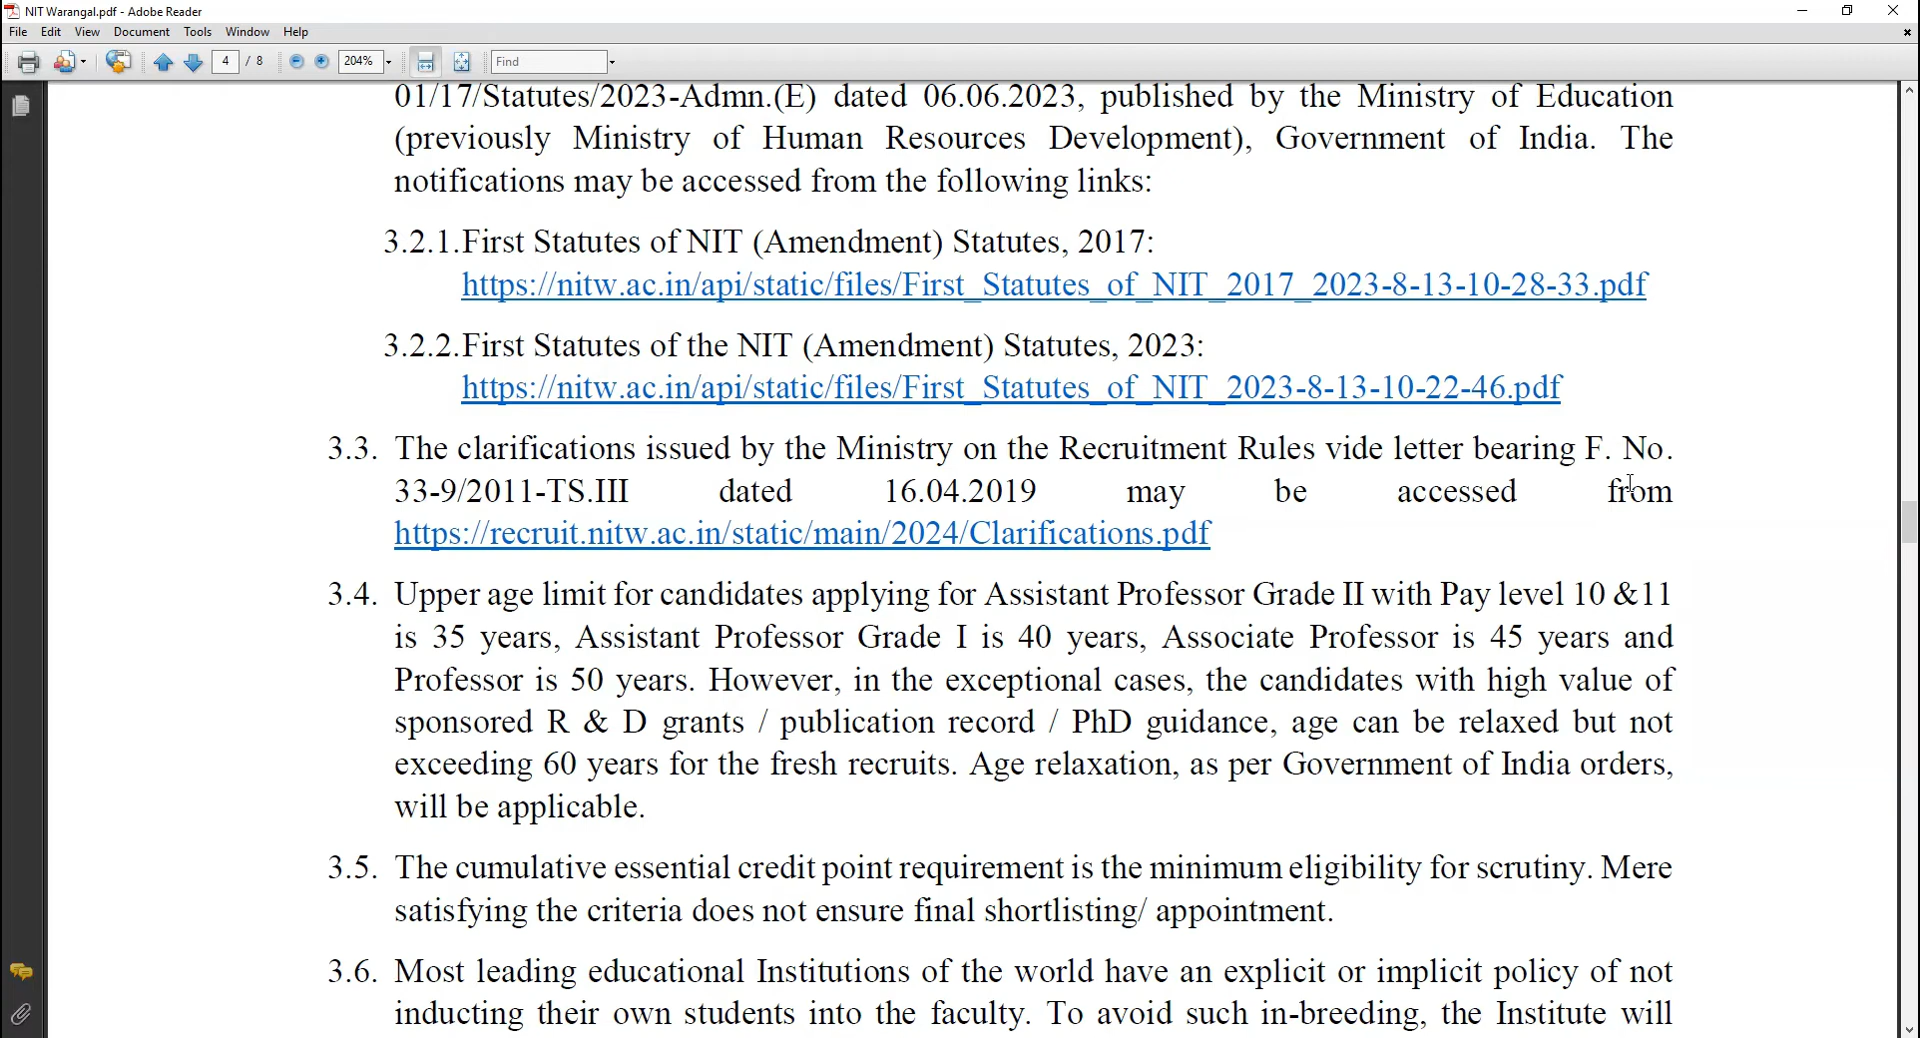 NIT Warangal.pdf - Adobe Reader
File Edit View Document Tools Window Help
4 / 8 204% Find
01/17/Statutes/2023-Admn.(E) dated 06.06.2023, published by the Ministry of Education
(previously Ministry of Human Resources Development), Government of India. The
notifications may be accessed from the following links:
3.2.1.First Statutes of NIT (Amendment) Statutes, 2017:
https://nitw.ac.in/api/static/files/First_Statutes_of_NIT_2017_2023-8-13-10-28-33.pdf
3.2.2.First Statutes of the NIT (Amendment) Statutes, 2023:
https://nitw.ac.in/api/static/files/First_Statutes_of_NIT_2023-8-13-10-22-46.pdf
3.3. The clarifications issued by the Ministry on the Recruitment Rules vide letter bearing F. No.
33-9/2011-TS.III dated 16.04.2019 may be accessed from
https://recruit.nitw.ac.in/static/main/2024/Clarifications.pdf
3.4. Upper age limit for candidates applying for Assistant Professor Grade II with Pay level 10 &11
is 35 years, Assistant Professor Grade I is 40 years, Associate Professor is 45 years and
Professor is 50 years. However, in the exceptional cases, the candidates with high value of
sponsored R & D grants / publication record / PhD guidance, age can be relaxed but not
exceeding 60 years for the fresh recruits. Age relaxation, as per Government of India orders,
will be applicable.
3.5. The cumulative essential credit point requirement is the minimum eligibility for scrutiny. Mere
satisfying the criteria does not ensure final shortlisting/ appointment.
3.6. Most leading educational Institutions of the world have an explicit or implicit policy of not
inducting their own students into the faculty. To avoid such in-breeding, the Institute will